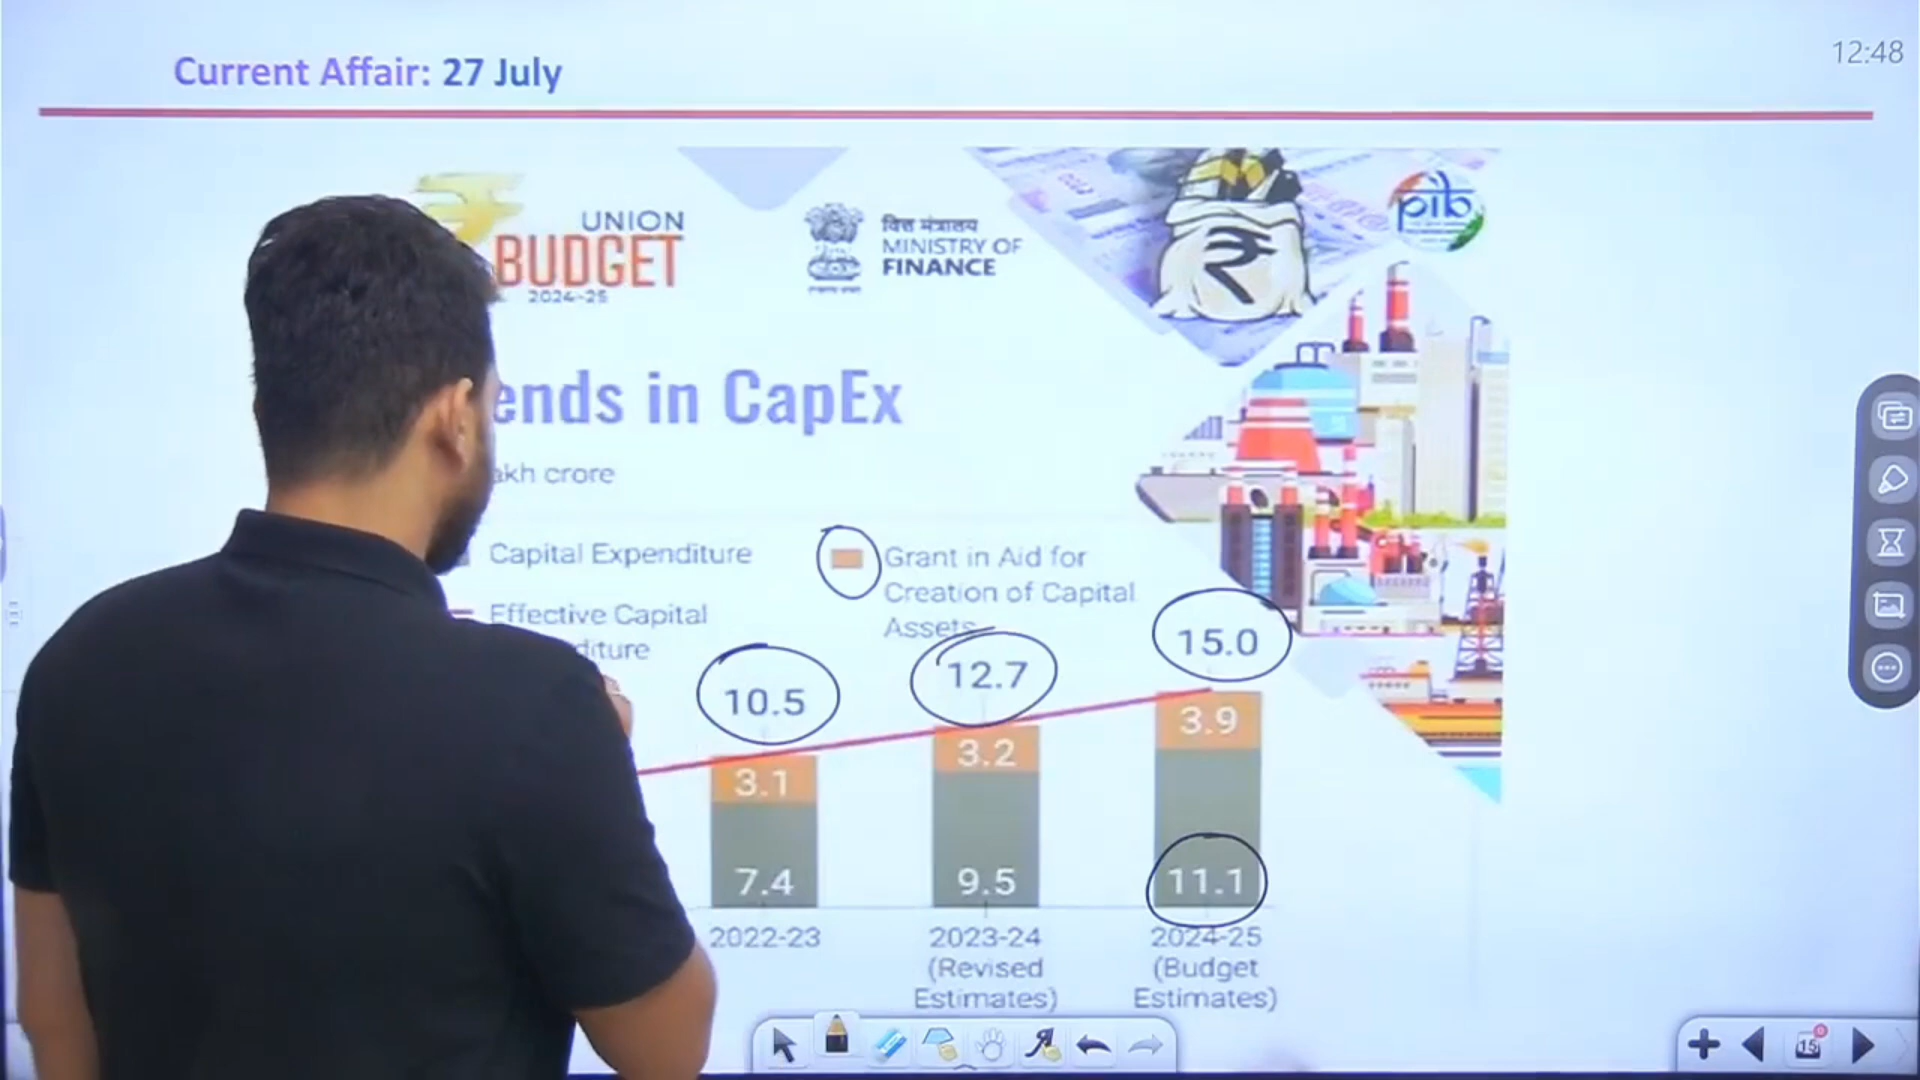 12:48
Current Affair: 27 July
UNION
BUDGET
2024-25
वित्त मंत्रालय
MINISTRY OF
FINANCE
pib
ends in CapEx
akh crore
Capital Expenditure
Grant in Aid for
Creation of Capital
Assets
Effective Capital
diture
10.5
12.7
15.0
3.1
3.2
3.9
7.4
9.5
11.1
2022-23
2023-24
(Revised
Estimates)
2024-25
(Budget
Estimates)
15